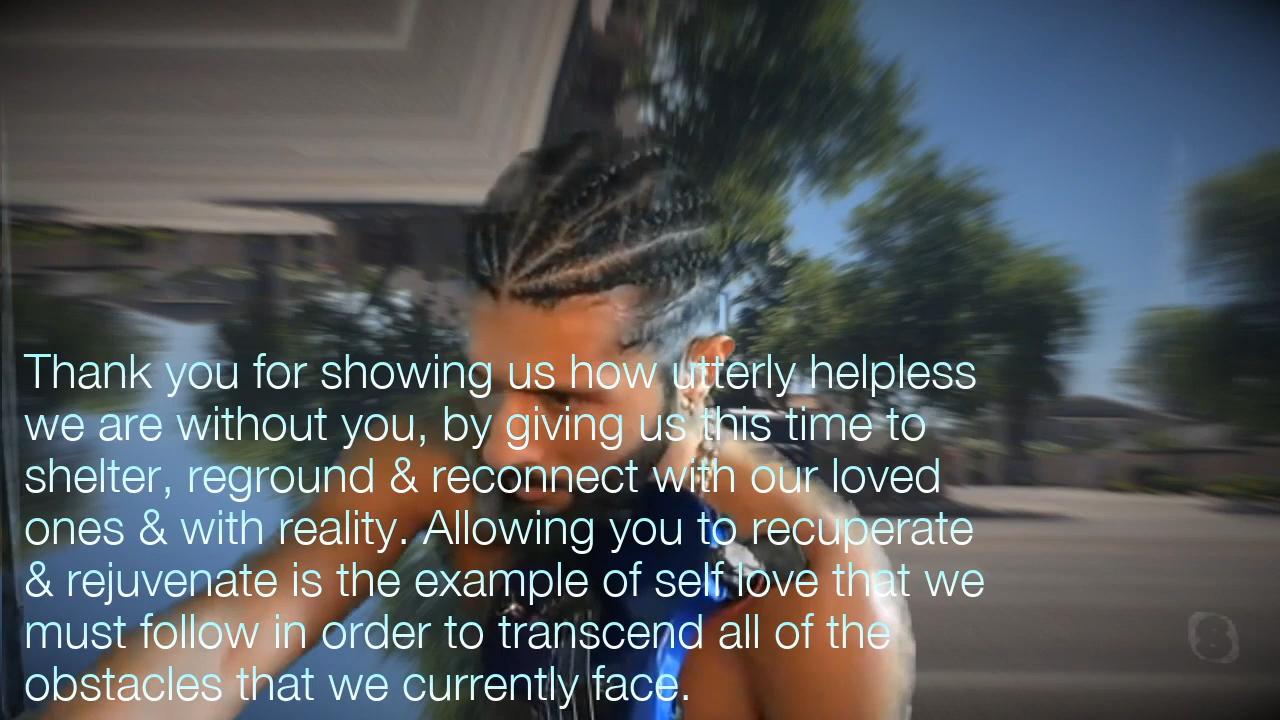 Thank you for showing us how utterly helpless
we are without you, by giving us this time to
shelter, reground & reconnect with our loved
ones & with reality. Allowing you to recuperate
& rejuvenate is the example of self love that we
must follow in order to transcend all of the
obstacles that we currently face.
8